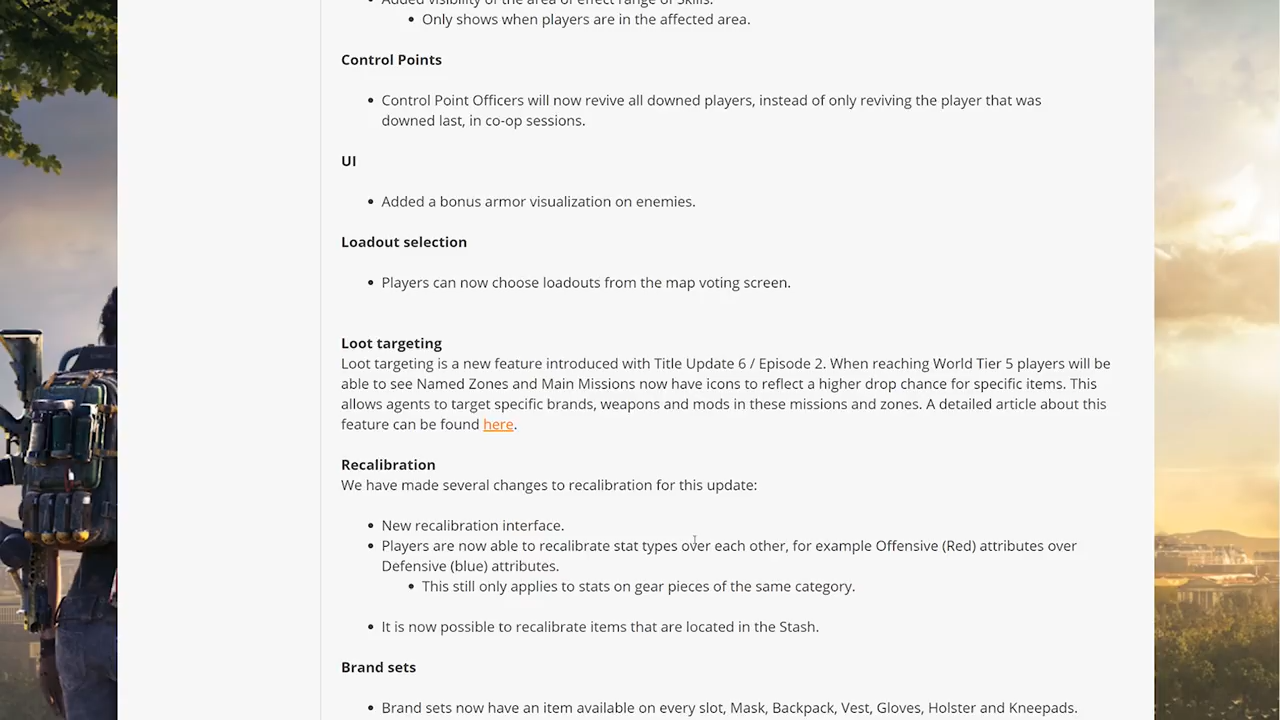 Added visibility of the area of effect range of Skills.
Only shows when players are in the affected area.
Control Points
Control Point Officers will now revive all downed players, instead of only reviving the player that was
downed last, in co-op sessions.
UI
Added a bonus armor visualization on enemies.
Loadout selection
Players can now choose loadouts from the map voting screen.
Loot targeting
Loot targeting is a new feature introduced with Title Update 6 / Episode 2. When reaching World Tier 5 players will be
able to see Named Zones and Main Missions now have icons to reflect a higher drop chance for specific items. This
allows agents to target specific brands, weapons and mods in these missions and zones. A detailed article about this
feature can be found here.
Recalibration
We have made several changes to recalibration for this update:
New recalibration interface.
Players are now able to recalibrate stat types over each other, for example Offensive (Red) attributes over
Defensive (blue) attributes.
This still only applies to stats on gear pieces of the same category.
It is now possible to recalibrate items that are located in the Stash.
Brand sets
Brand sets now have an item available on every slot, Mask, Backpack, Vest, Gloves, Holster and Kneepads.